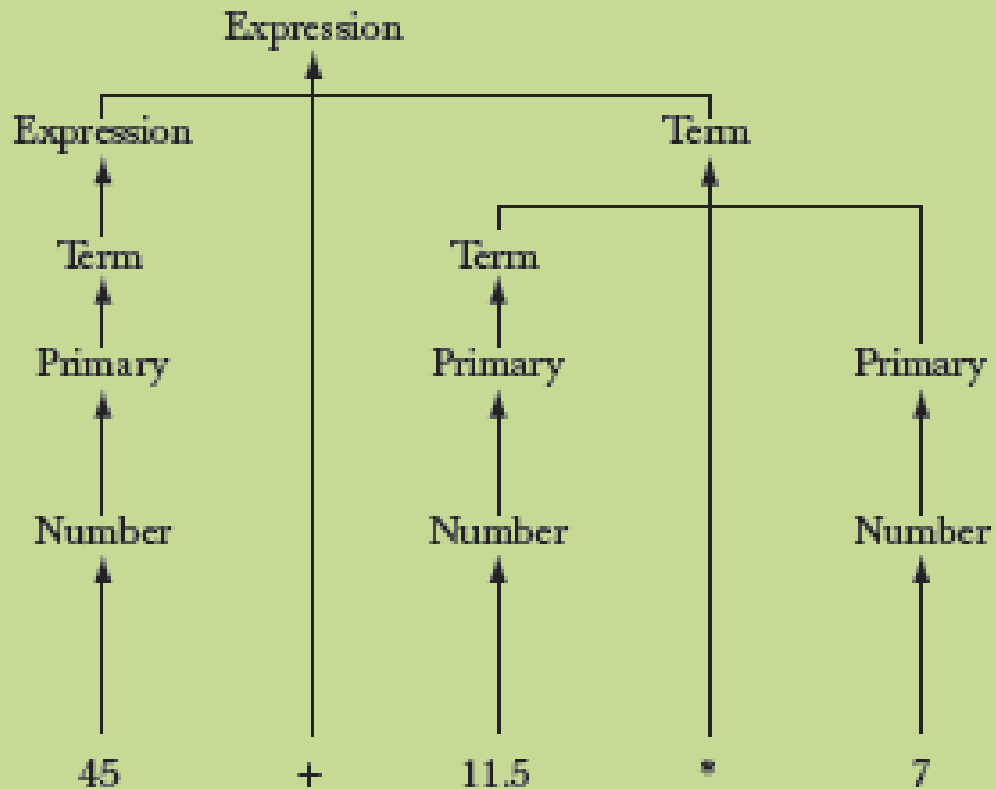 Expression
Expression Term
Term Term
Primary Primary Primary
Number Number Number
45 + 11.5 * 7